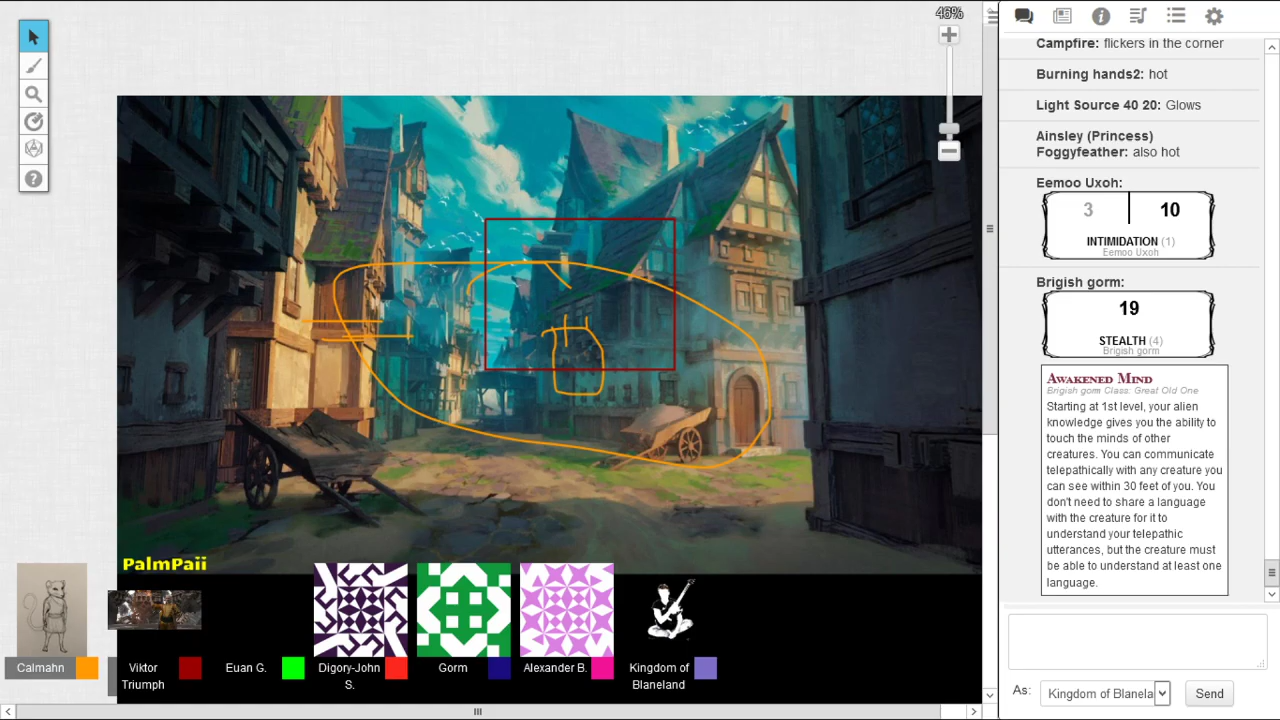 46%
Campfire: flickers in the corner
Burning hands2: hot
Light Source 40 20: Glows
Ainsley (Princess)
Foggyfeather: also hot
Eemoo Uxoh:
3 10
INTIMIDATION (1)
Eemoo Uxoh
Brigish gorm:
19
STEALTH (4)
Brigish gorm
Awakened Mind
Brigish gorm Class: Great Old One
Starting at 1st level, your alien
knowledge gives you the ability to
touch the minds of other
creatures. You can communicate
telepathically with any creature you
can see within 30 feet of you. You
don't need to share a language
with the creature for it to
understand your telepathic
utterances, but the creature must
be able to understand at least one
language.
PalmPaii
Calmahn
Viktor
Triumph
Euan G.
Digory-John
S.
Gorm
Alexander B.
Kingdom of
Blaneland
As: Kingdom of Blanela Send